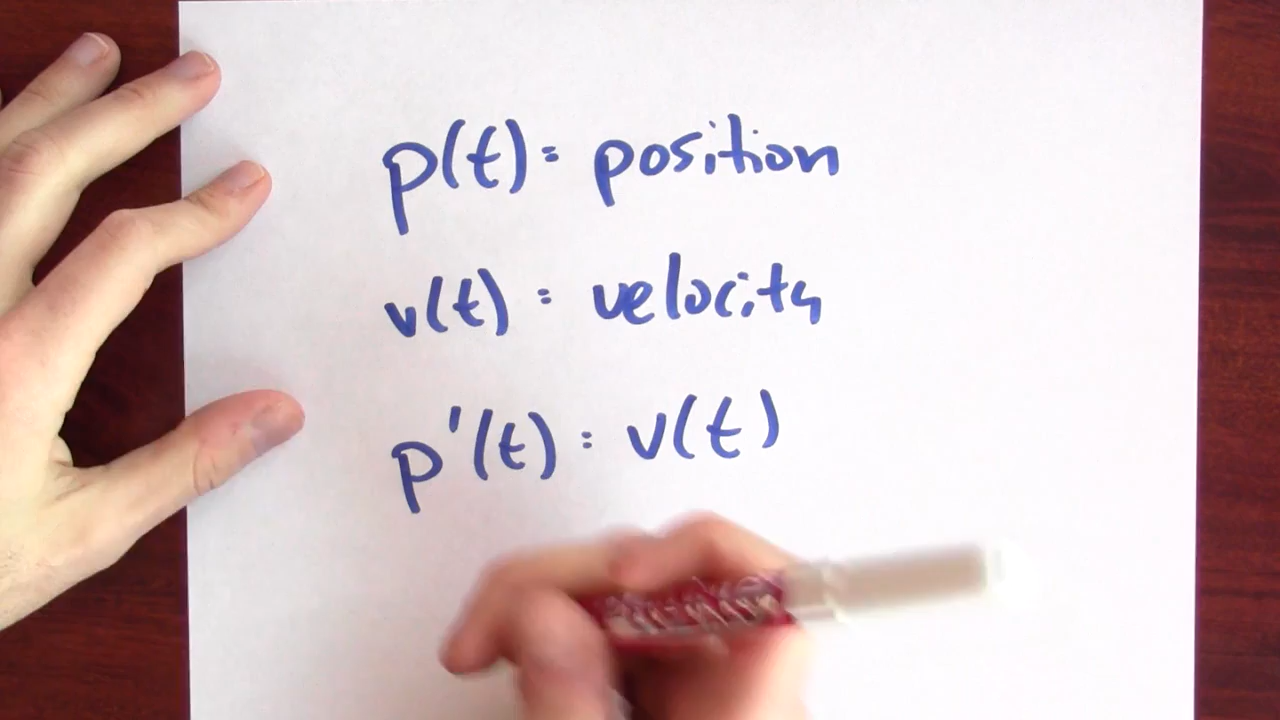 p(t) = position
v(t) = velocity
p'(t) = v(t)